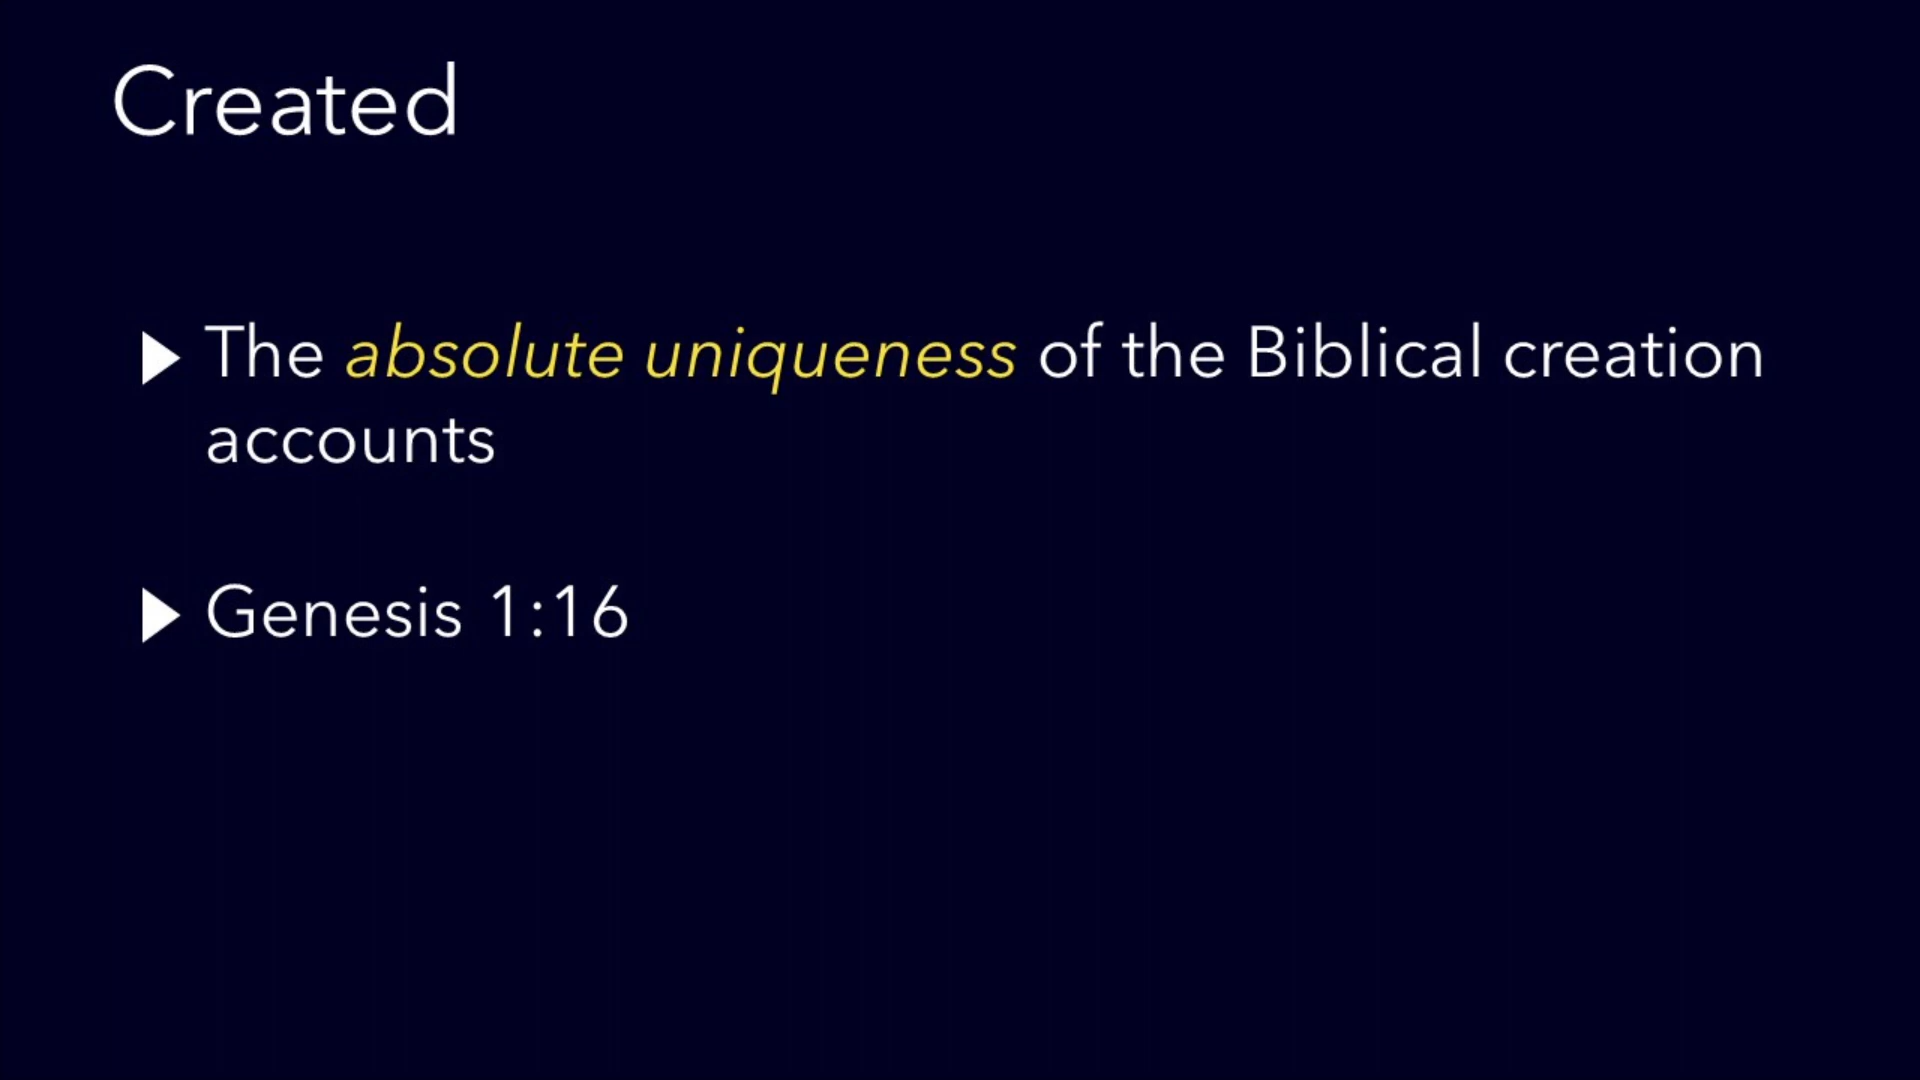 Created
The absolute uniqueness of the Biblical creation
accounts
Genesis 1:16